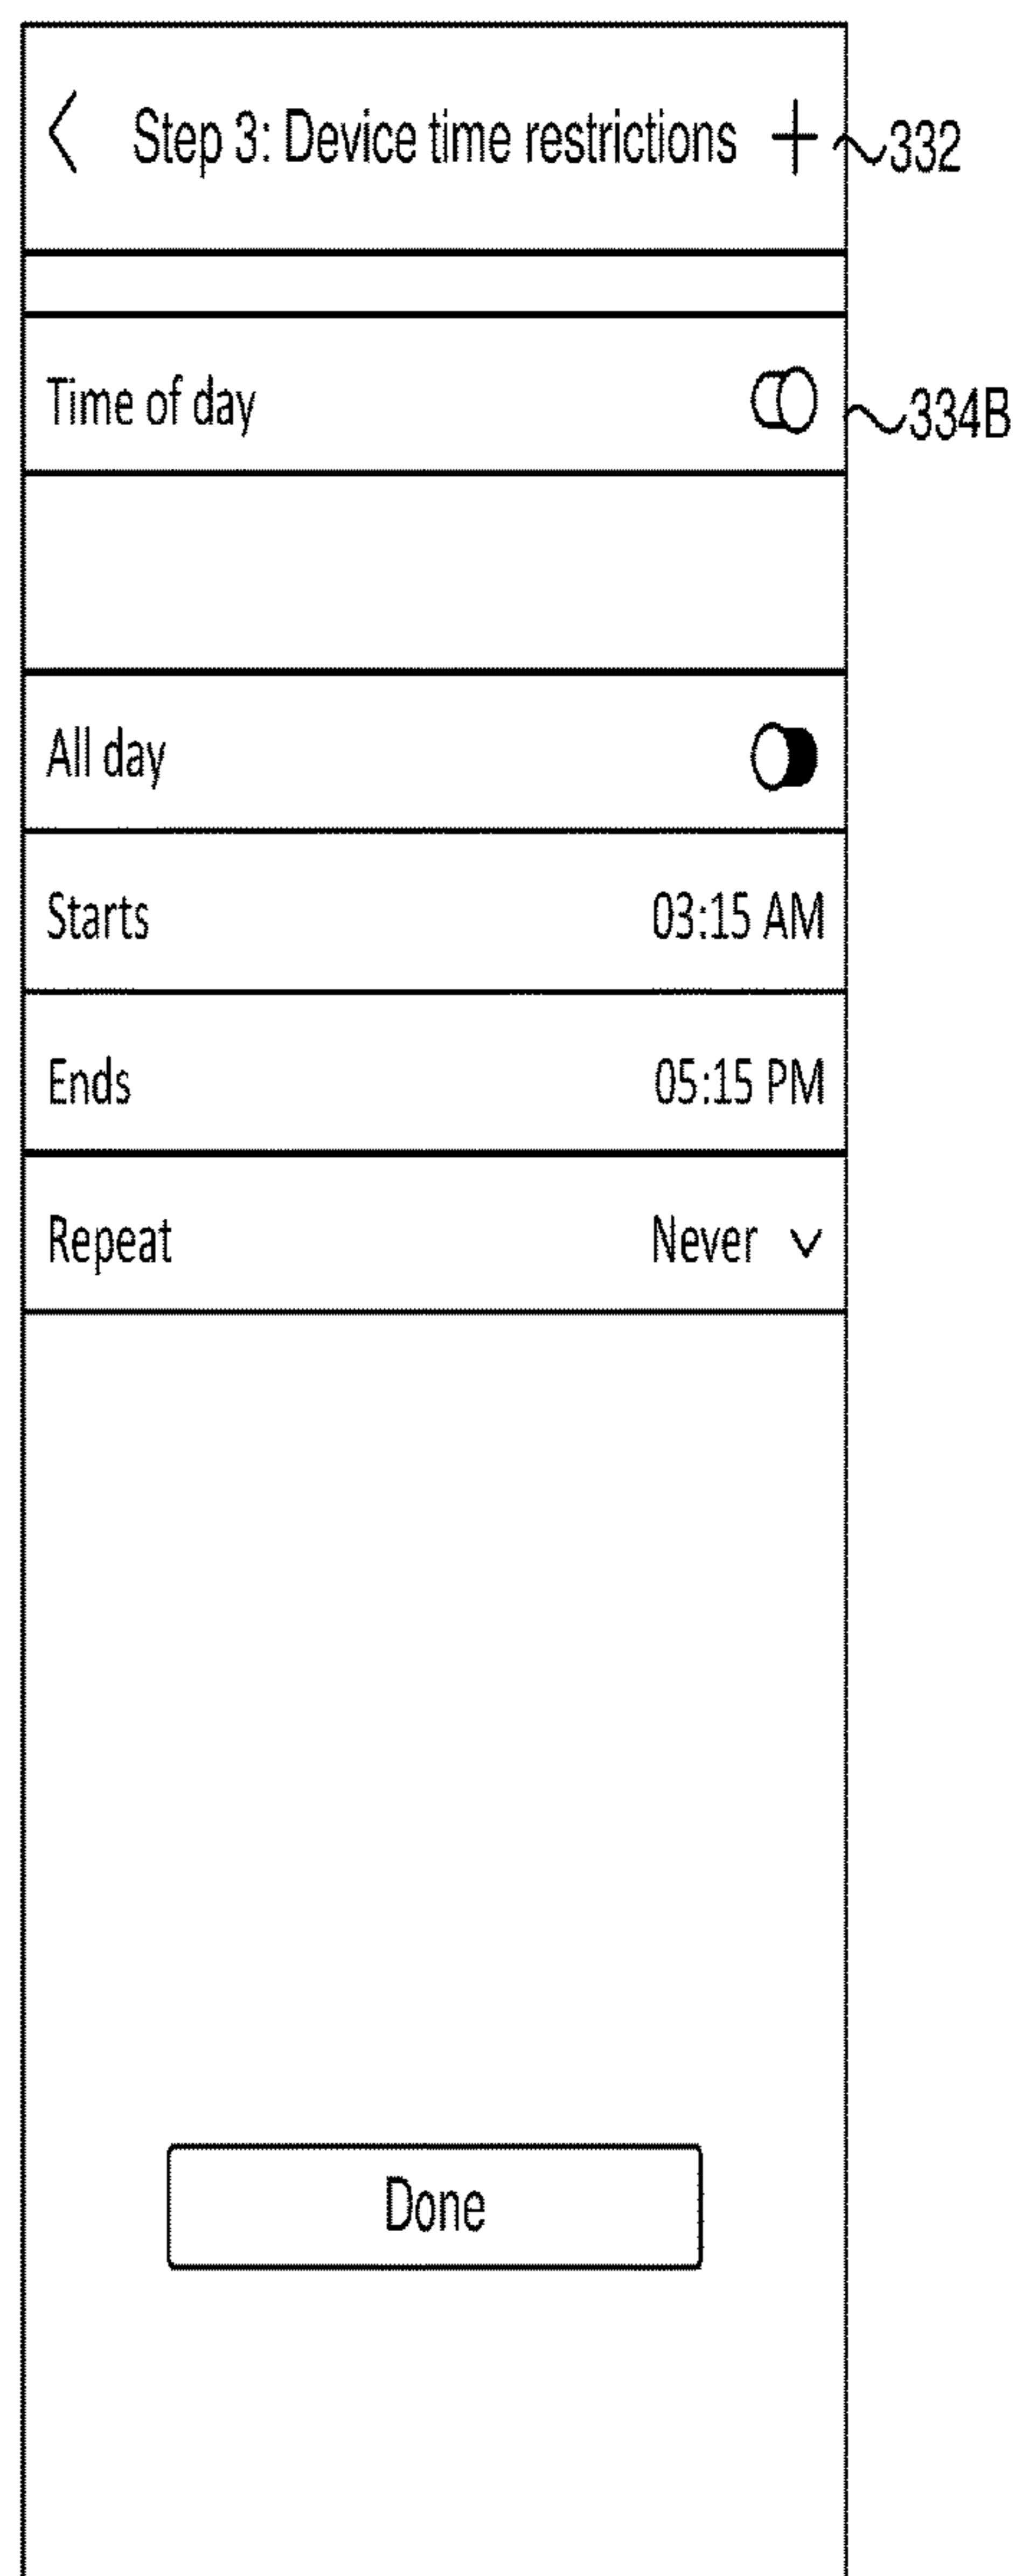 Step 3: Device time restrictions + 332
Time of day 334B
All day
Starts 03:15 AM
Ends 05:15 PM
Repeat Never
Done